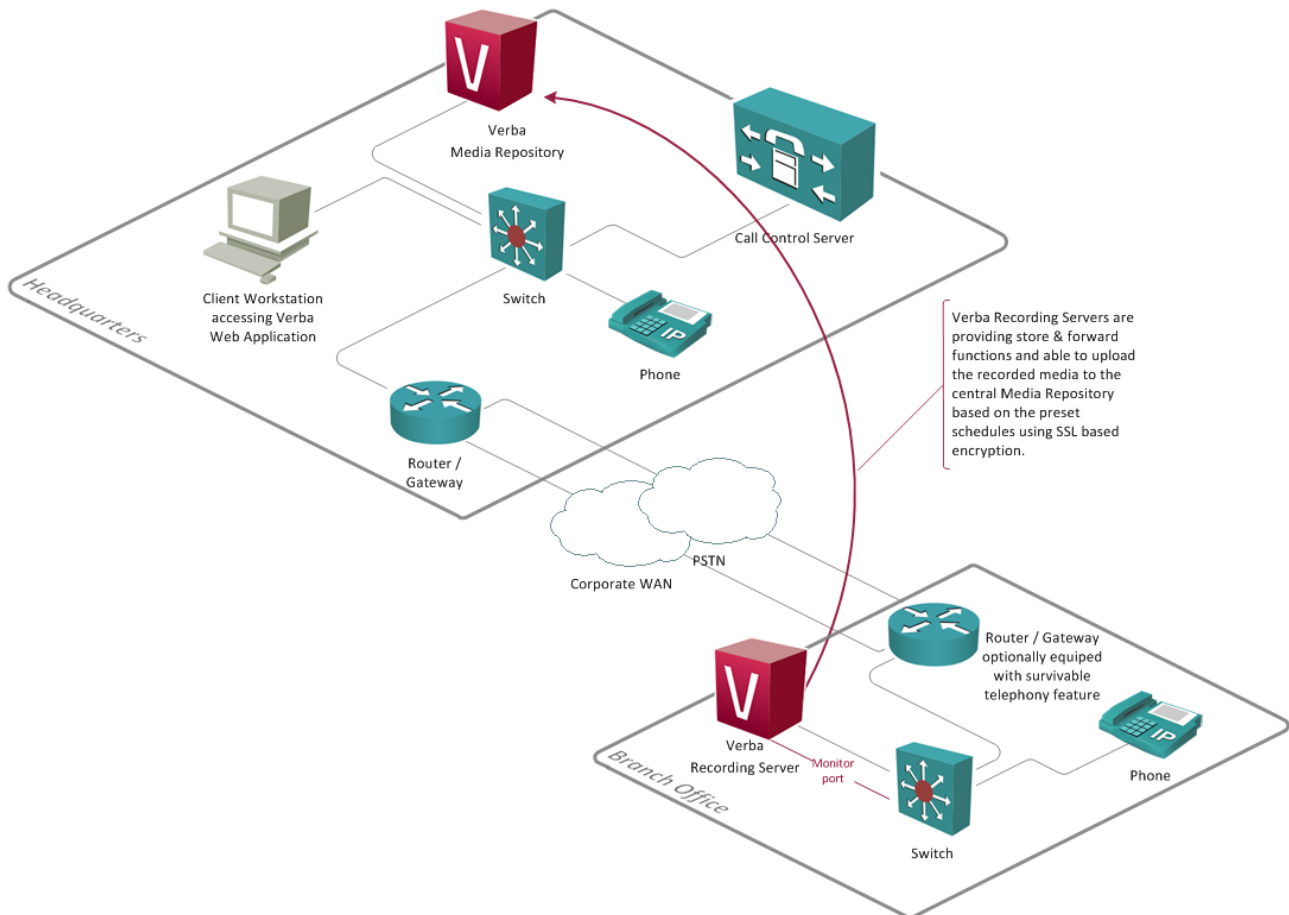 V
Verba
Media Repository
Call Control Server
Client Workstation
accessing Verba
Web Application
Switch
IP
Phone
Headquarters
Router /
Gateway
Verba Recording Servers are
providing store & forward
functions and able to upload
the recorded media to the
central Media Repository
based on the preset
schedules using SSL based
encryption.
PSTN
Corporate WAN
Router / Gateway
optionally equiped
with survivable
telephony feature
V
Verba
Recording Server
Monitor
port
IP
Phone
Branch Office
Switch